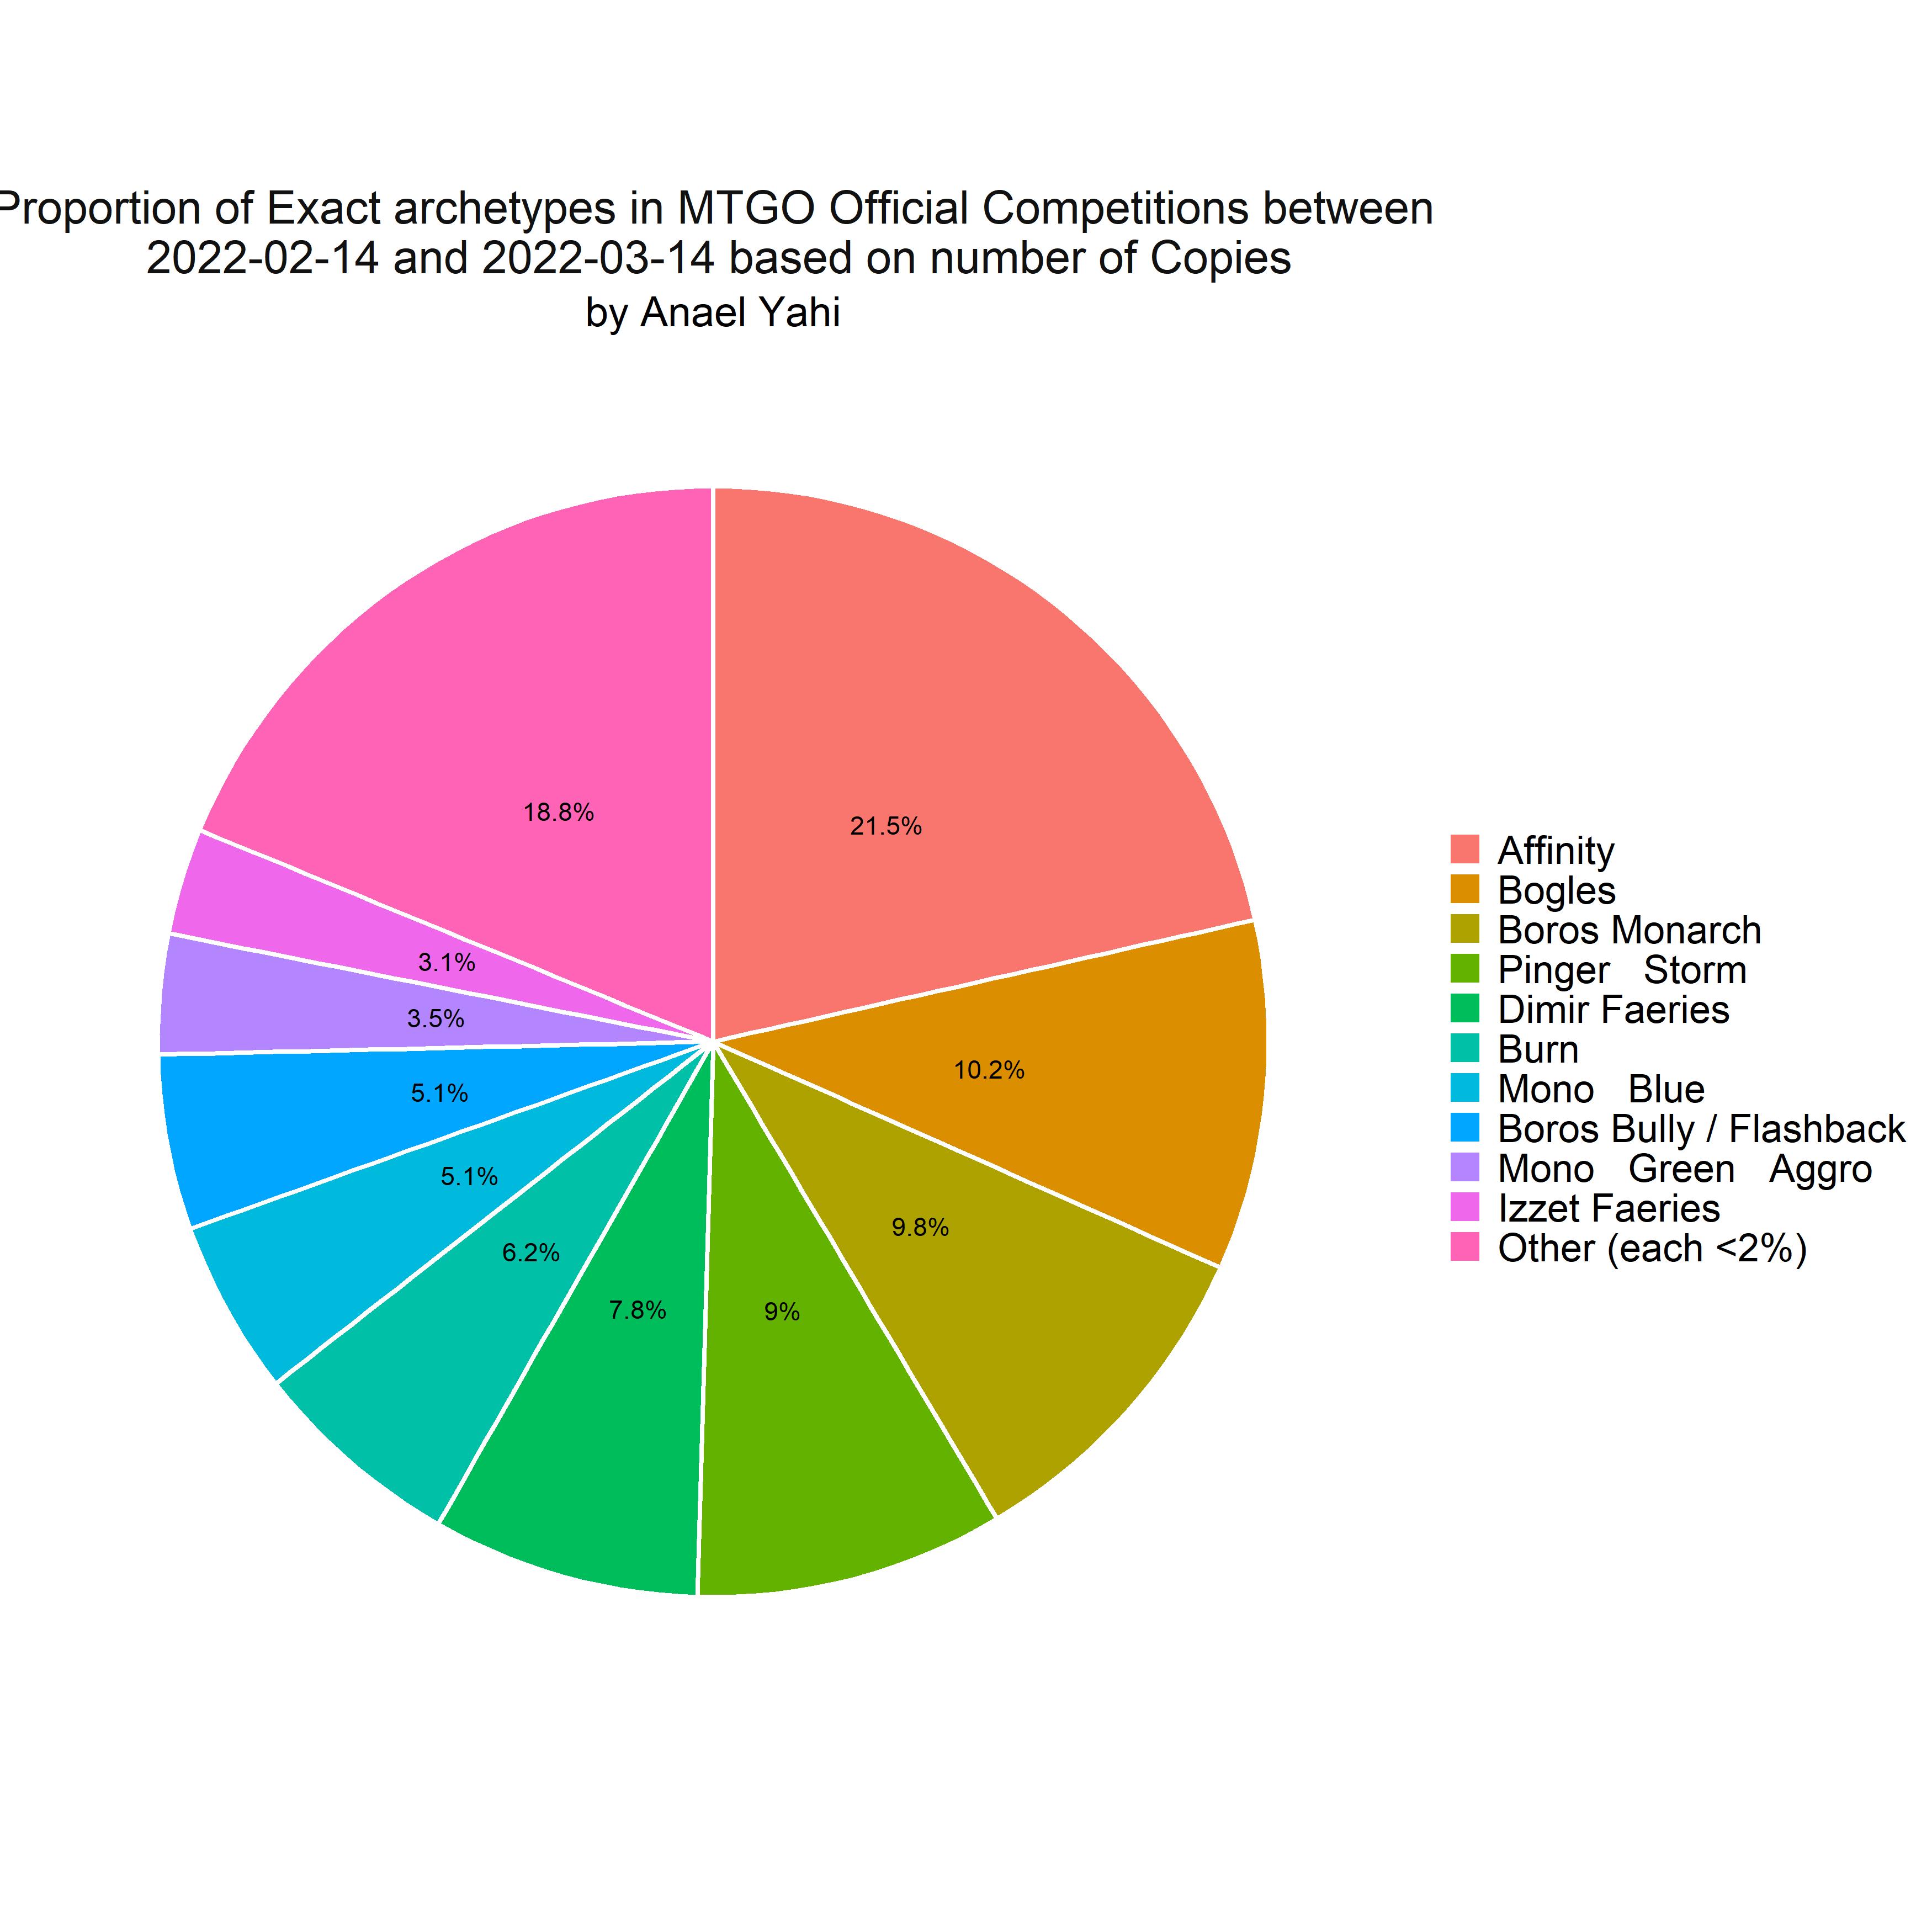 Proportion of Exact archetypes in MTGO Official Competitions between
2022-02-14 and 2022-03-14 based on number of Copies
by Anael Yahi
18.8%
21.5%
3.1%
3.5%
10.2%
5.1%
5.1%
9.8%
6.2%
7.8%
9%
Affinity
Bogles
Boros Monarch
Pinger Storm
Dimir Faeries
Burn
Mono Blue
Boros Bully / Flashback
Mono Green Aggro
Izzet Faeries
Other (each <2%)